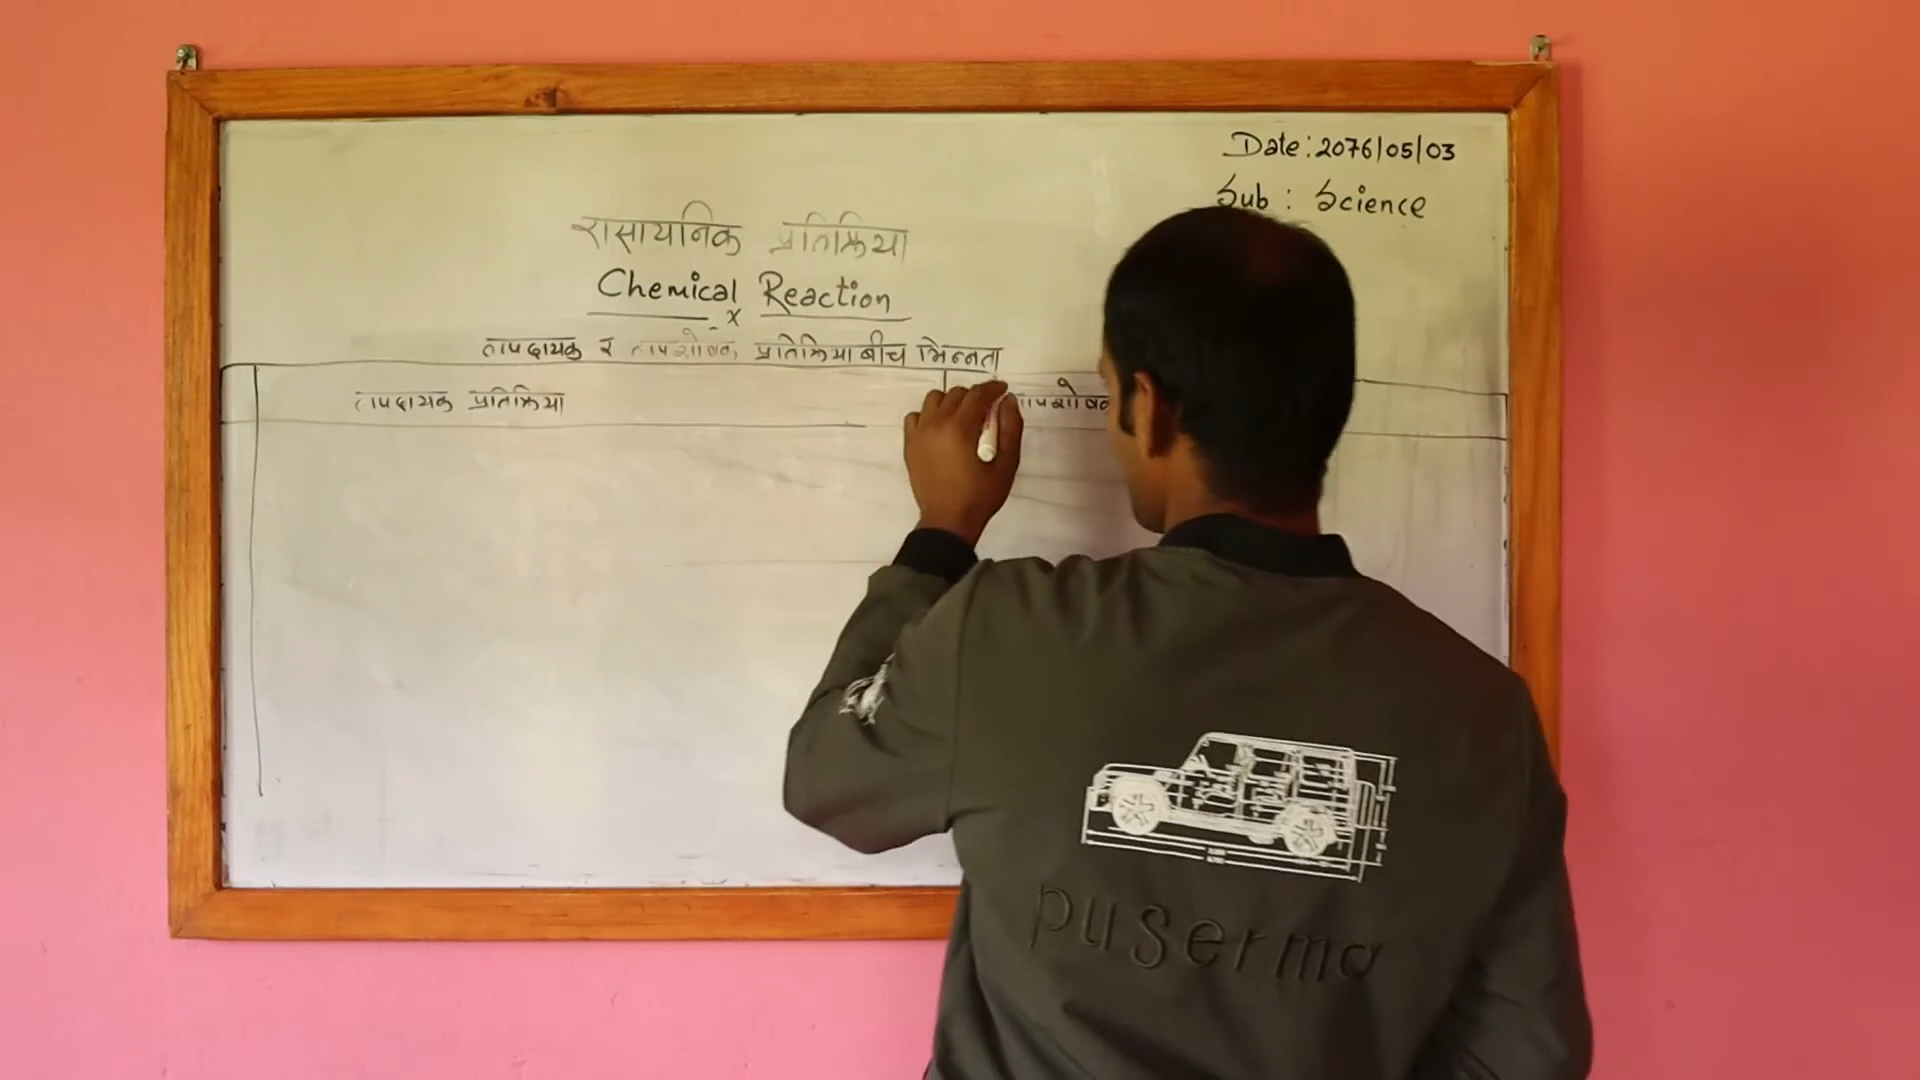 Date: 2076/05/03
Sub : Science
रासायनिक प्रतिक्रिया
Chemical Reaction
तापदायक र तापशोषक प्रतिक्रिया बीच भिन्नता
तापदायक प्रतिक्रिया
तापशोषक
puserma